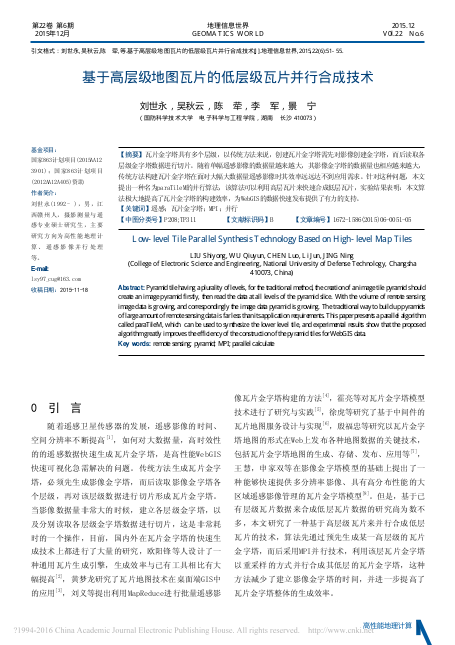 第22卷 第6期
2015年12月
地理信息世界
GEOMATICS WORLD
2015.12
Vol.22 No.6
引文格式：刘世永,吴秋云,陈 荦,等.基于高层级地图瓦片的低层级瓦片并行合成技术[J].地理信息世界,2015,22(6):51-55.
基于高层级地图瓦片的低层级瓦片并行合成技术
刘世永，吴秋云，陈 荦，李 军，景 宁
（国防科学技术大学 电子科学与工程学院，湖南 长沙 410073）
基金项目：
国家863计划项目(2015AA12
3901)；国家863计划项目
(2012AA12A405)资助
作者简介：
刘世永(1992－)，男，江
西赣州人，摄影测量与遥
感专业硕士研究生，主要
研究方向为高性能地理计
算、遥感影像并行处理
等。
E-mail:
lsy97_cug@163.com
收稿日期：2015-11-18
【摘要】瓦片金字塔具有多个层级，以传统方法来说，创建瓦片金字塔需先对影像创建金字塔，而后读取各
层级金字塔数据进行切片。随着单幅遥感影像的数据量越来越大，其影像金字塔的数据量也相应越来越大，
传统方法构建瓦片金字塔在面对大幅大数据量遥感影像时其效率远远达不到应用需求。针对这种问题，本文
提出一种名为paraTileM的并行算法，该算法可以利用高层瓦片来快速合成低层瓦片，实验结果表明：本文算
法极大地提高了瓦片金字塔的构建效率，为WebGIS的数据快速发布提供了有力的支持。
【关键词】遥感；瓦片金字塔；MPI；并行
【中图分类号】P208;TP311 【文献标识码】B 【文章编号】1672-1586(2015)06-0051-05
Low-level Tile Parallel Synthesis Technology Based on High-level Map Tiles
LIU Shiyong, WU Qiuyun, CHEN Luo, Li Jun, JING Ning
(College of Electronic Science and Engineering, National University of Defense Technology, Changsha
410073, China)
Abstract: Pyramid tile having a plurality of levels, for the traditional method, the creation of an image tile pyramid should
create an image pyramid firstly, then read the data at all levels of the pyramid slice. With the volume of remote sensing
image data is growing, and correspondingly the image data pyramid is growing. The traditional way to build up pyramids
of large amount of remote sensing data is far less than its application requirements. This paper presents a parallel algorithm
called paraTileM, which can be used to synthesize the lower level tile, and experimental results show that the proposed
algorithm greatly improves the efficiency of the construction of the pyramid tiles for WebGIS data.
Key words: remote sensing; pyramid; MPI; parallel calculate
0 引 言
随着遥感卫星传感器的发展，遥感影像的时间、
空间分辨率不断提高[1]，如何对大数据量，高时效性
的的遥感数据快速生成瓦片金字塔，是高性能WebGIS
快速可视化急需解决的问题。传统方法生成瓦片金字
塔，必须先生成影像金字塔，而后读取影像金字塔各
个层级，再对该层级数据进行切片形成瓦片金字塔。
当影像数据量非常大的时候，建立各层级金字塔，以
及分别读取各层级金字塔数据进行切片，这是非常耗
时的一个操作，目前，国内外在瓦片金字塔的快速生
成技术上都进行了大量的研究，欧阳锋等人设计了一
种通用瓦片生成引擎，生成效率与已有工具相比有大
幅提高[2]，黄梦龙研究了瓦片地图技术在桌面端GIS中
的应用[3]，刘义等提出利用MapReduce进行批量遥感影
像瓦片金字塔构建的方法[4]，霍亮等对瓦片金字塔模型
技术进行了研究与实践[5]，徐虎等研究了基于中间件的
瓦片地图服务设计与实现[6]，殷福忠等研究以瓦片金字
塔地图的形式在Web上发布各种地图数据的关键技术，
包括瓦片金字塔地图的生成、存储、发布、应用等[7]，
王慧，申家双等在影像金字塔模型的基础上提出了一
种能够快速提供多分辨率影像、具有高分布性能的大
区域遥感影像管理的瓦片金字塔模型[8]。但是，基于已
有层级瓦片数据来合成低层瓦片数据的研究尚为数不
多，本文研究了一种基于高层级瓦片来并行合成低层
瓦片的技术，算法先通过预先生成某一高层级的瓦片
金字塔，而后采用MPI并行技术，利用该层瓦片金字塔
以重采样的方式并行合成其低层的瓦片金字塔，这种
方法减少了建立影像金字塔的时间，并进一步提高了
瓦片金字塔整体的生成效率。
高性能地理计算
?1994-2016 China Academic Journal Electronic Publishing House. All rights reserved. http://www.cnki.net